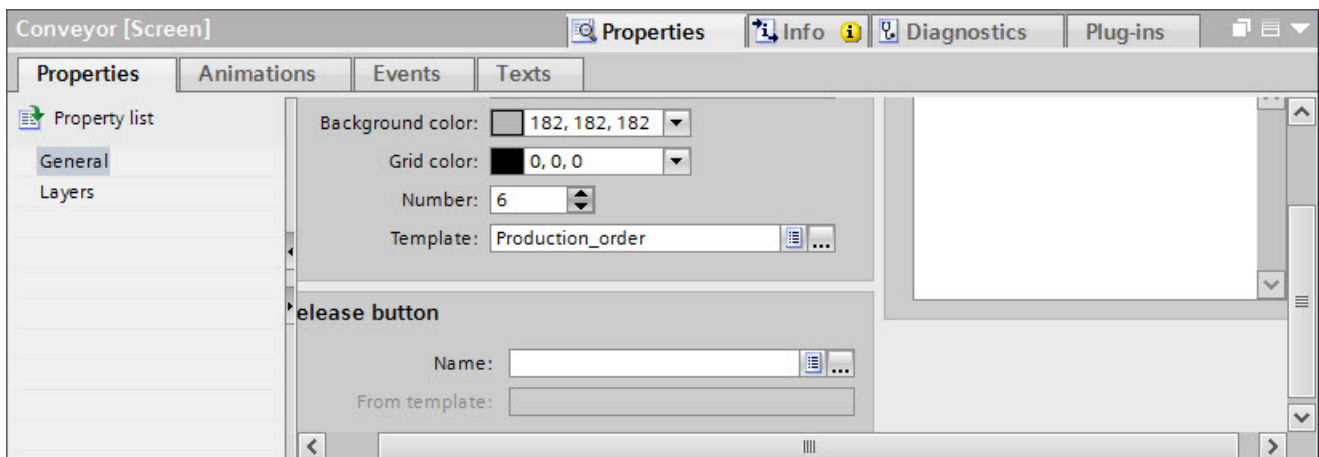 Conveyor [Screen]
Properties
Info
Diagnostics
Plug-ins
Properties
Animations
Events
Texts
Property list
General
Layers
Background color: 182, 182, 182
Grid color: 0, 0, 0
Number: 6
Template: Production_order
...
elease button
Name:
...
From template: